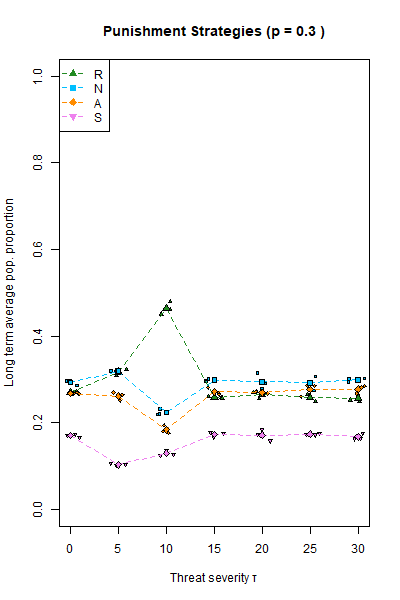 Punishment Strategies (p = 0.3 )
R
N
A
S
Long term average pop. proportion
1.0
0.8
0.6
0.4
0.2
0.0
0 5 10 15 20 25 30
Threat severity τ